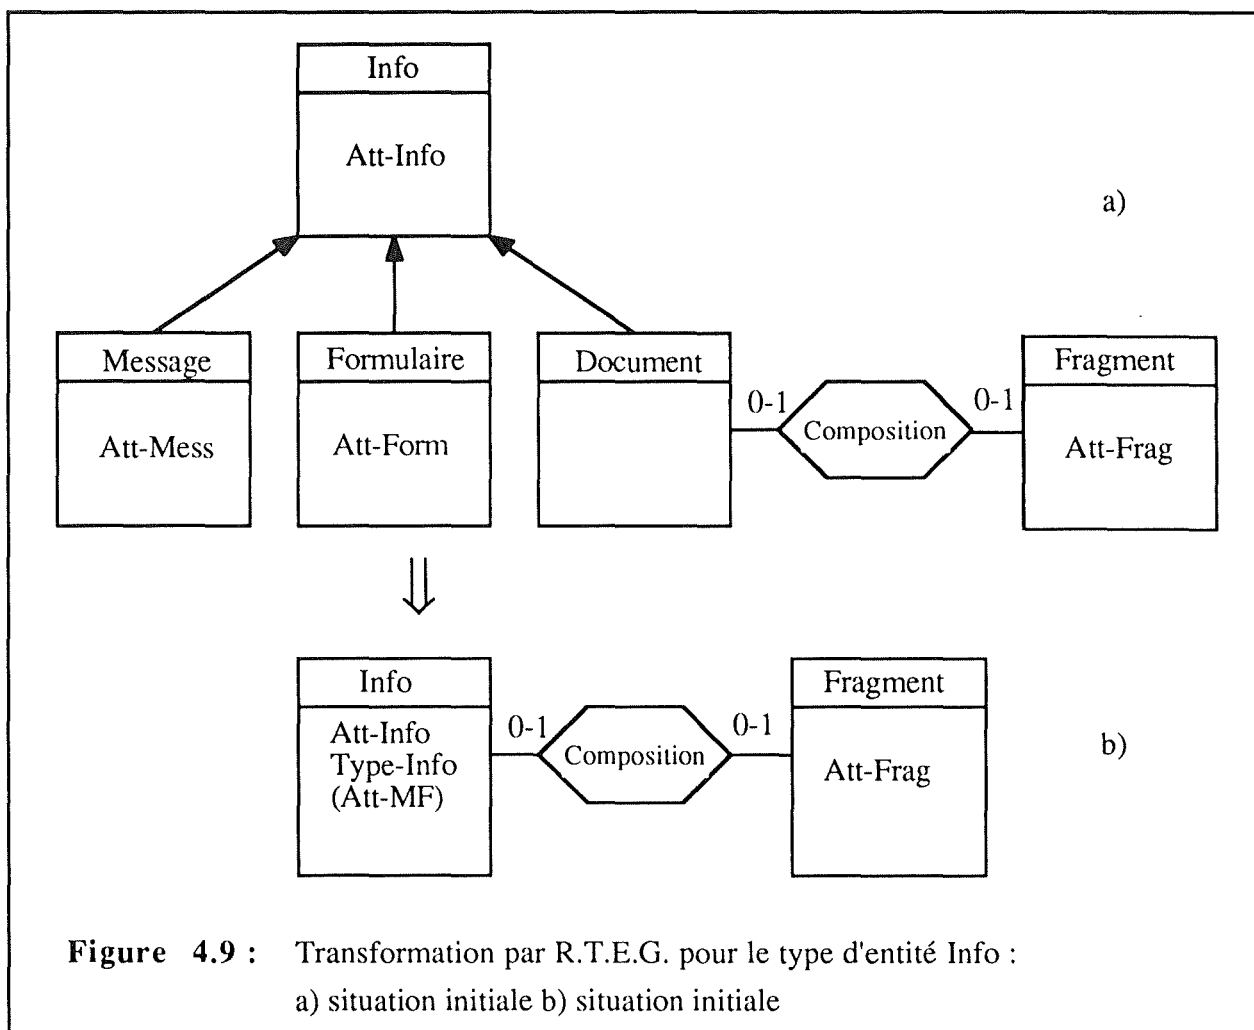 Info
Att-Info
a)
Message
Formulaire
Document
Fragment
0-1
0-1
Composition
Att-Mess
Att-Form
Att-Frag
Info
Fragment
Att-Info
Type-Info
(Att-MF)
0-1
0-1
Composition
Att-Frag
b)
Figure 4.9 : Transformation par R.T.E.G. pour le type d'entité Info :
a) situation initiale b) situation initiale